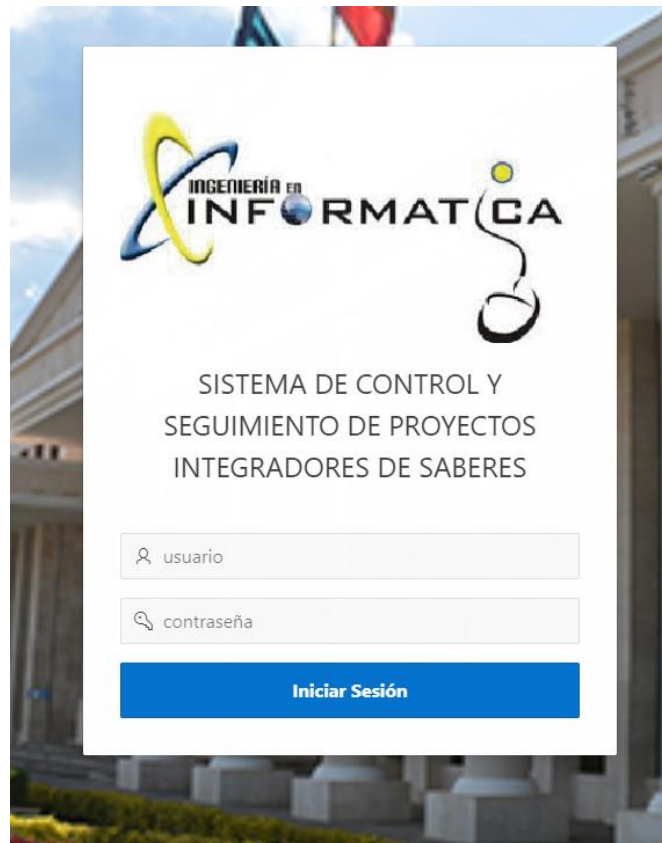 INGENIERÍA EN
INFORMATICA
SISTEMA DE CONTROL Y
SEGUIMIENTO DE PROYECTOS
INTEGRADORES DE SABERES
usuario
contraseña
Iniciar Sesión